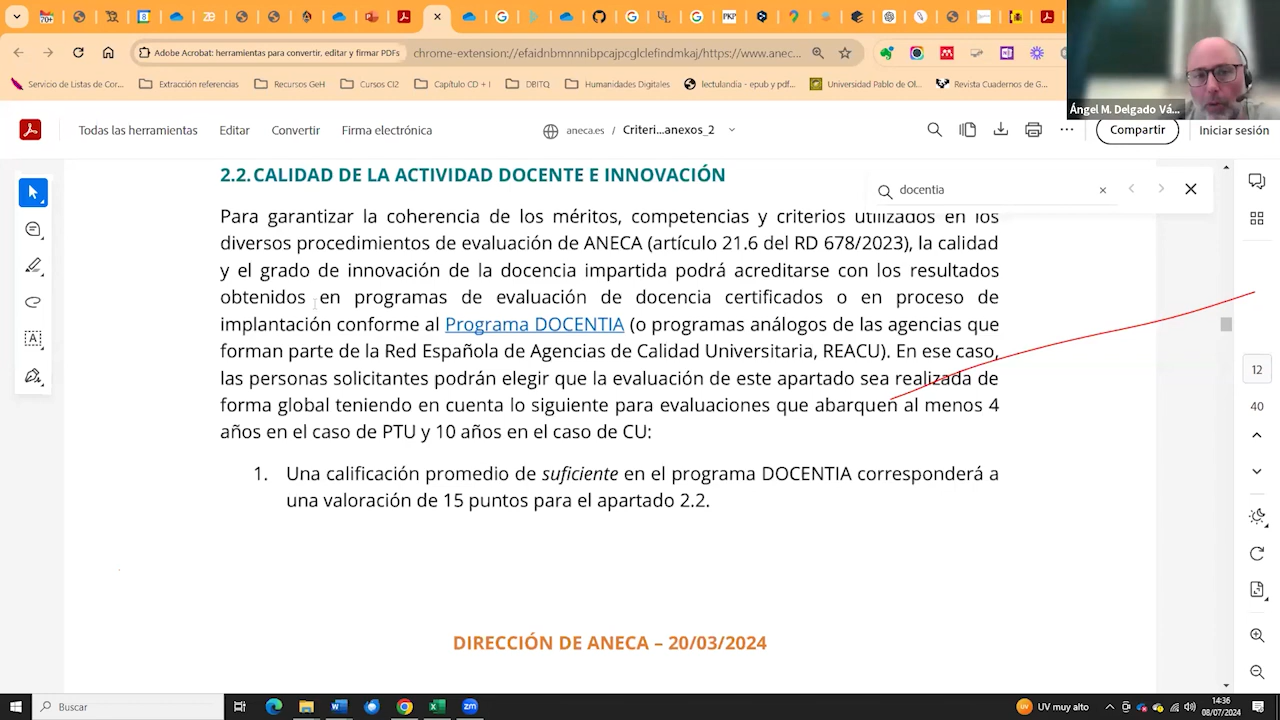 Adobe Acrobat: herramientas para convertir, editar y firmar PDFs
chrome-extension://efaidnbmnnnibpcajpcglclefindmkaj/https://www.anec...
Servicio de Listas de Cor...
Extracción referencias
Recursos GeH
Cursos CI2
Capítulo CD + I
DBITQ
Humanidades Digitales
lectulandia - epub y pdf...
Universidad Pablo de Ol...
Revista Cuadernos de G...
Ángel M. Delgado Vá...
Todas las herramientas
Editar
Convertir
Firma electrónica
aneca.es / Criteri...anexos_2
Compartir
Iniciar sesión
docentia
2.2. CALIDAD DE LA ACTIVIDAD DOCENTE E INNOVACIÓN
Para garantizar la coherencia de los méritos, competencias y criterios utilizados en los
diversos procedimientos de evaluación de ANECA (artículo 21.6 del RD 678/2023), la calidad
y el grado de innovación de la docencia impartida podrá acreditarse con los resultados
obtenidos en programas de evaluación de docencia certificados o en proceso de
implantación conforme al Programa DOCENTIA (o programas análogos de las agencias que
forman parte de la Red Española de Agencias de Calidad Universitaria, REACU). En ese caso,
las personas solicitantes podrán elegir que la evaluación de este apartado sea realizada de
forma global teniendo en cuenta lo siguiente para evaluaciones que abarquen al menos 4
años en el caso de PTU y 10 años en el caso de CU:
1. Una calificación promedio de suficiente en el programa DOCENTIA corresponderá a
una valoración de 15 puntos para el apartado 2.2.
12
40
DIRECCIÓN DE ANECA – 20/03/2024
Buscar
UV muy alto
14:36
08/07/2024